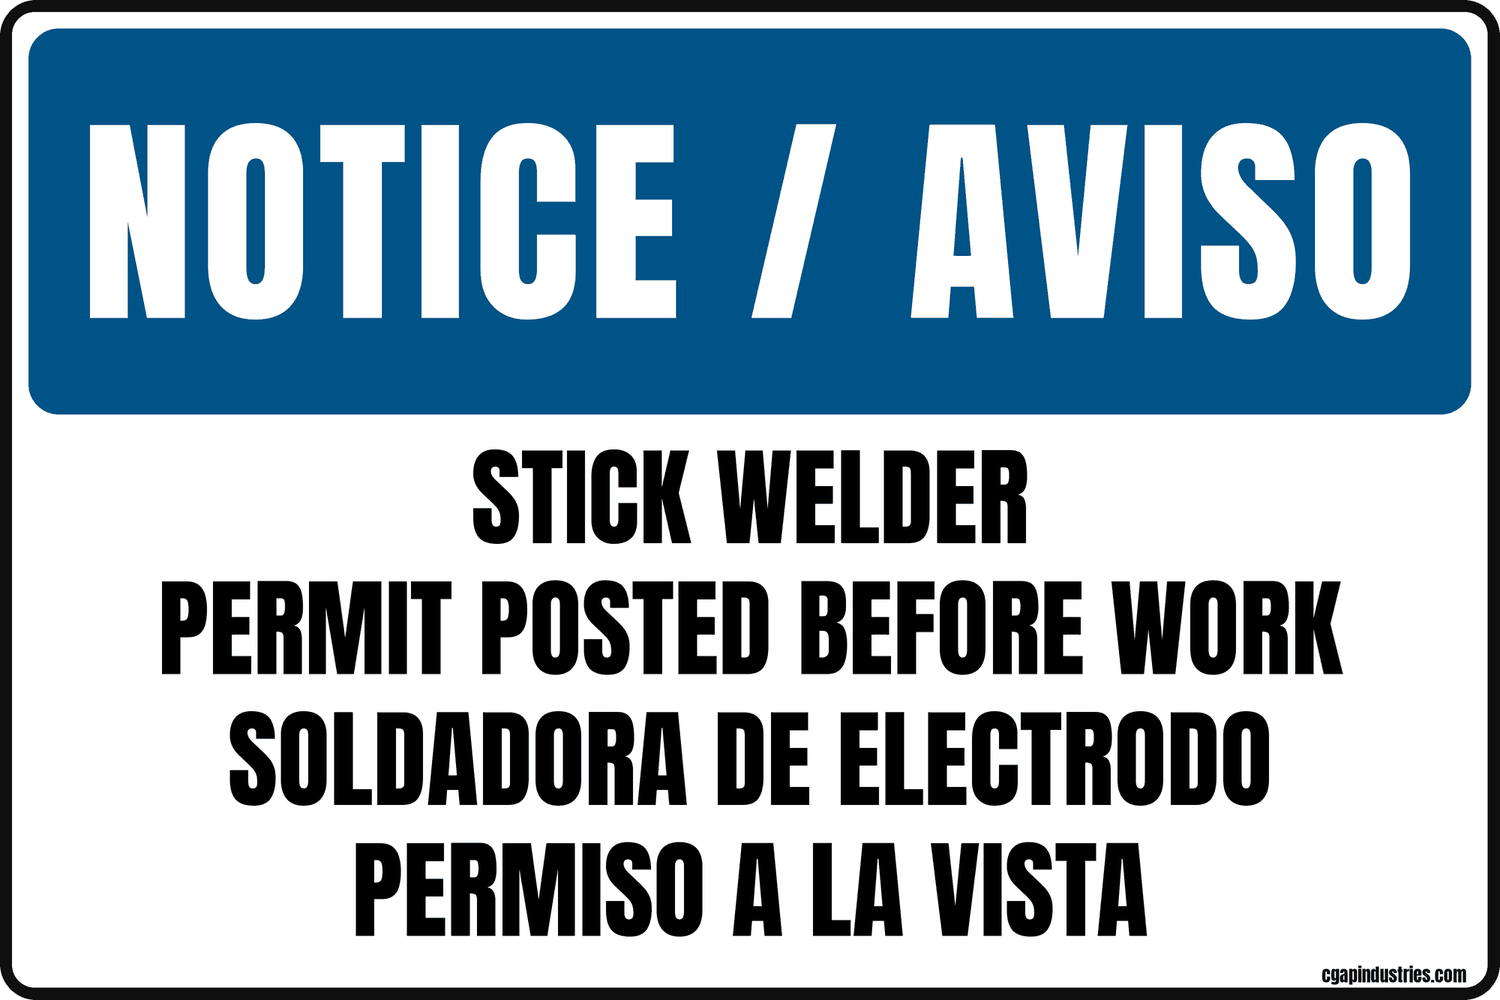 NOTICE / AVISO
STICK WELDER
PERMIT POSTED BEFORE WORK
SOLDADORA DE ELECTRODO
PERMISO A LA VISTA
cgapindustries.com